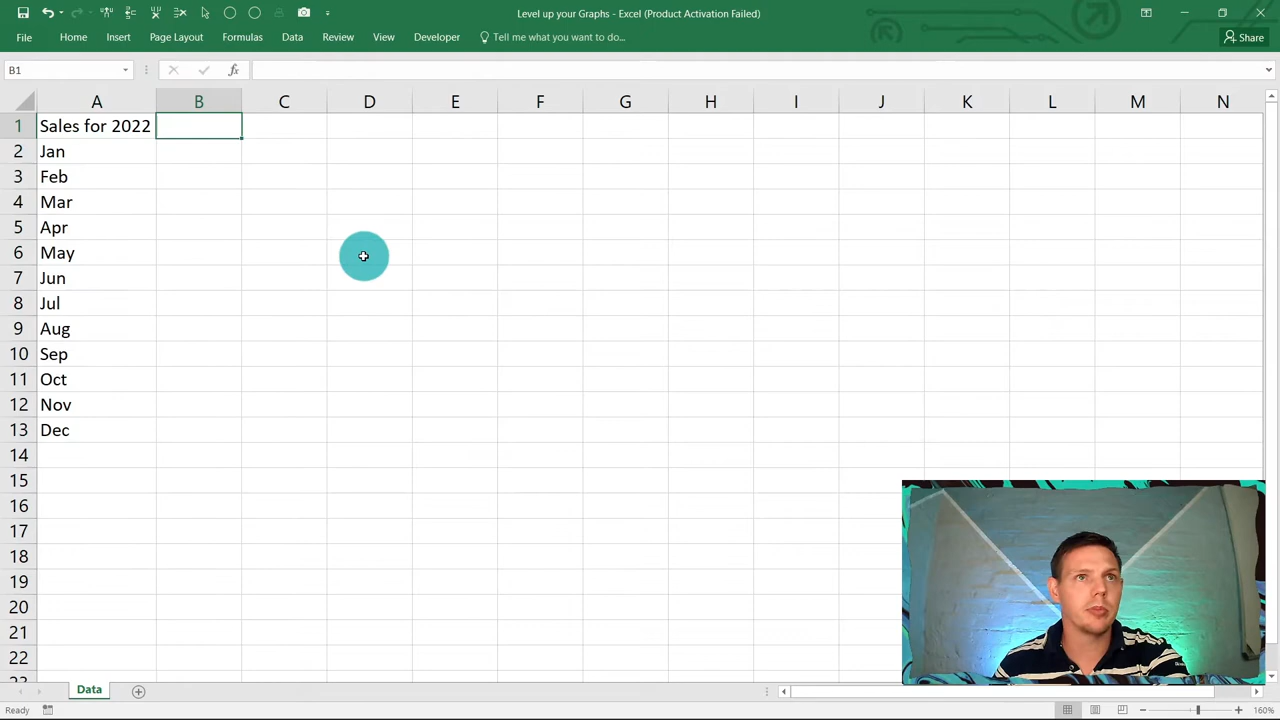 Level up your Graphs - Excel (Product Activation Failed)
File Home Insert Page Layout Formulas Data Review View Developer Tell me what you want to do... Share
B1 fx
A B C D E F G H I J K L M N
1 Sales for 2022
2 Jan
3 Feb
4 Mar
5 Apr
6 May
7 Jun
8 Jul
9 Aug
10 Sep
11 Oct
12 Nov
13 Dec
14
15
16
17
18
19
20
21
22
Data
Ready 160%